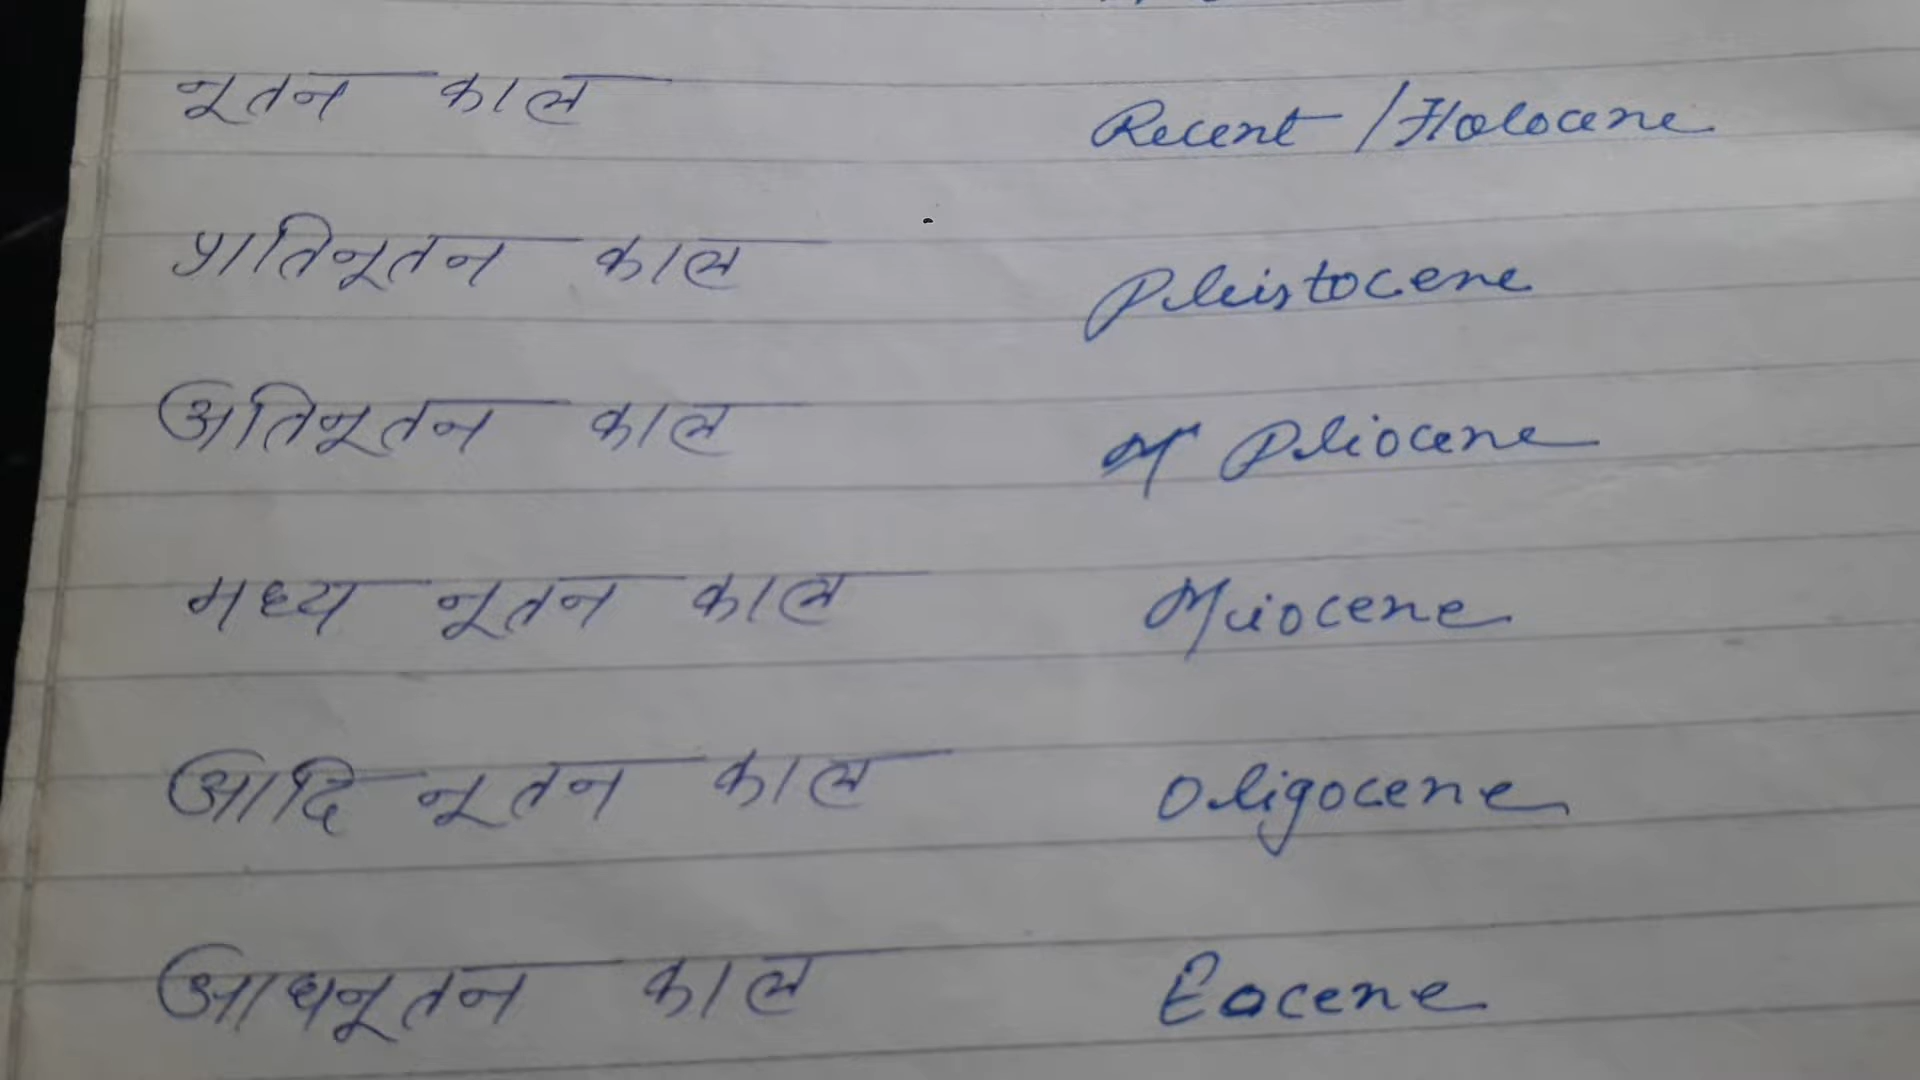 नूतन काल Recent / Holocene
प्रातिनूतन काल Pleistocene
अतिनूतन काल Pliocene
मध्य नूतन काल Miocene
आदि नूतन काल Oligocene
आधनूतन काल Eocene